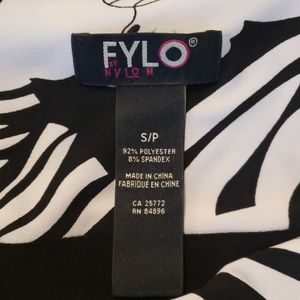 FYLO®
BY
NYLON
S/P
92% POLYESTER
8% SPANDEX
MADE IN CHINA
FABRIQUÉ EN CHINE
CA 25772
RN 84896